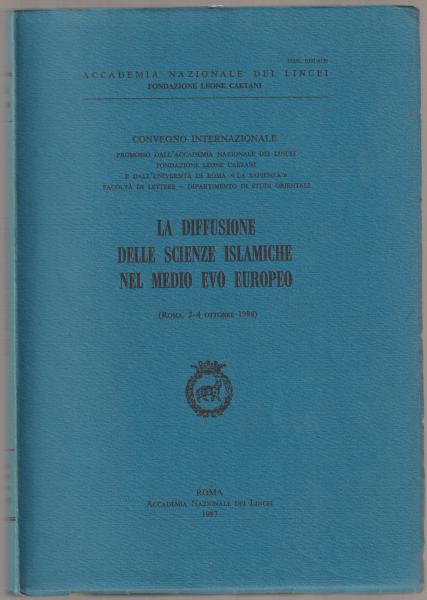 ACCADEMIA NAZIONALE DEI LINCEI
FONDAZIONE LEONE CAETANI
CONVEGNO INTERNAZIONALE
PROMOSSO DALL'ACCADEMIA NAZIONALE DEI LINCEI
FONDAZIONE LEONE CAETANI
E DALL'UNIVERSITÀ DI ROMA «LA SAPIENZA»
FACOLTÀ DI LETTERE - DIPARTIMENTO DI STUDI ORIENTALI
LA DIFFUSIONE
DELLE SCIENZE ISLAMICHE
NEL MEDIO EVO EUROPEO
(ROMA, 2-4 OTTOBRE 1984)
ROMA
ACCADEMIA NAZIONALE DEI LINCEI
1987